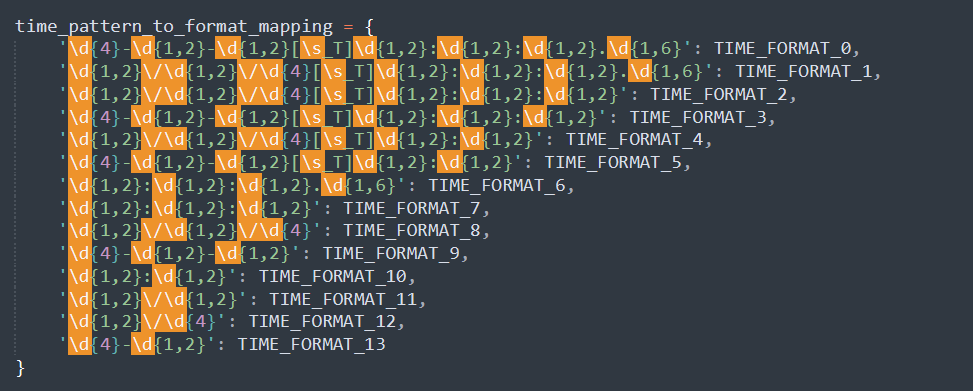 time_pattern_to_format_mapping = {
    '\d{4}-\d{1,2}-\d{1,2}[\s_T]\d{1,2}:\d{1,2}:\d{1,2}.\d{1,6}': TIME_FORMAT_0,
    '\d{1,2}\/\d{1,2}\/\d{4}[\s_T]\d{1,2}:\d{1,2}:\d{1,2}.\d{1,6}': TIME_FORMAT_1,
    '\d{1,2}\/\d{1,2}\/\d{4}[\s_T]\d{1,2}:\d{1,2}:\d{1,2}': TIME_FORMAT_2,
    '\d{4}-\d{1,2}-\d{1,2}[\s_T]\d{1,2}:\d{1,2}:\d{1,2}': TIME_FORMAT_3,
    '\d{1,2}\/\d{1,2}\/\d{4}[\s_T]\d{1,2}:\d{1,2}': TIME_FORMAT_4,
    '\d{4}-\d{1,2}-\d{1,2}[\s_T]\d{1,2}:\d{1,2}': TIME_FORMAT_5,
    '\d{1,2}:\d{1,2}:\d{1,2}.\d{1,6}': TIME_FORMAT_6,
    '\d{1,2}:\d{1,2}:\d{1,2}': TIME_FORMAT_7,
    '\d{1,2}\/\d{1,2}\/\d{4}': TIME_FORMAT_8,
    '\d{4}-\d{1,2}-\d{1,2}': TIME_FORMAT_9,
    '\d{1,2}:\d{1,2}': TIME_FORMAT_10,
    '\d{1,2}\/\d{1,2}': TIME_FORMAT_11,
    '\d{1,2}\/\d{4}': TIME_FORMAT_12,
    '\d{4}-\d{1,2}': TIME_FORMAT_13
}